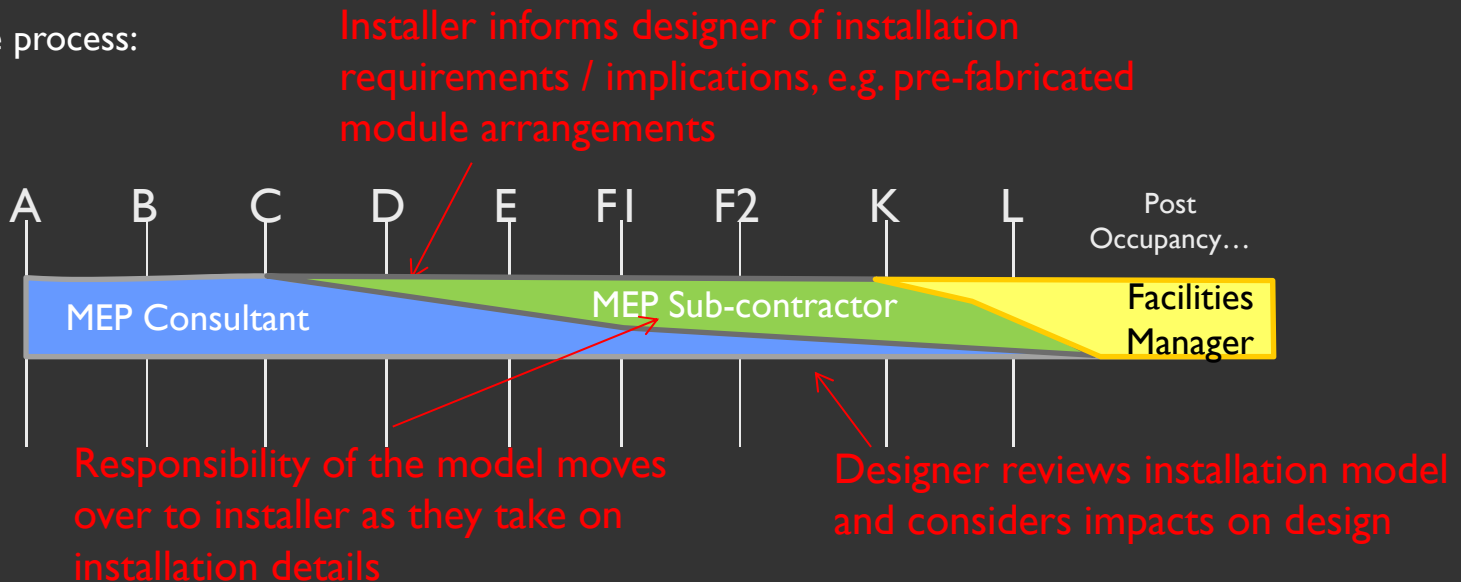 process:
Installer informs designer of installation
requirements / implications, e.g. pre-fabricated
module arrangements
A B C D E F1 F2 K L Post
Occupancy…
MEP Consultant
MEP Sub-contractor
Facilities
Manager
Responsibility of the model moves
over to installer as they take on
installation details
Designer reviews installation model
and considers impacts on design